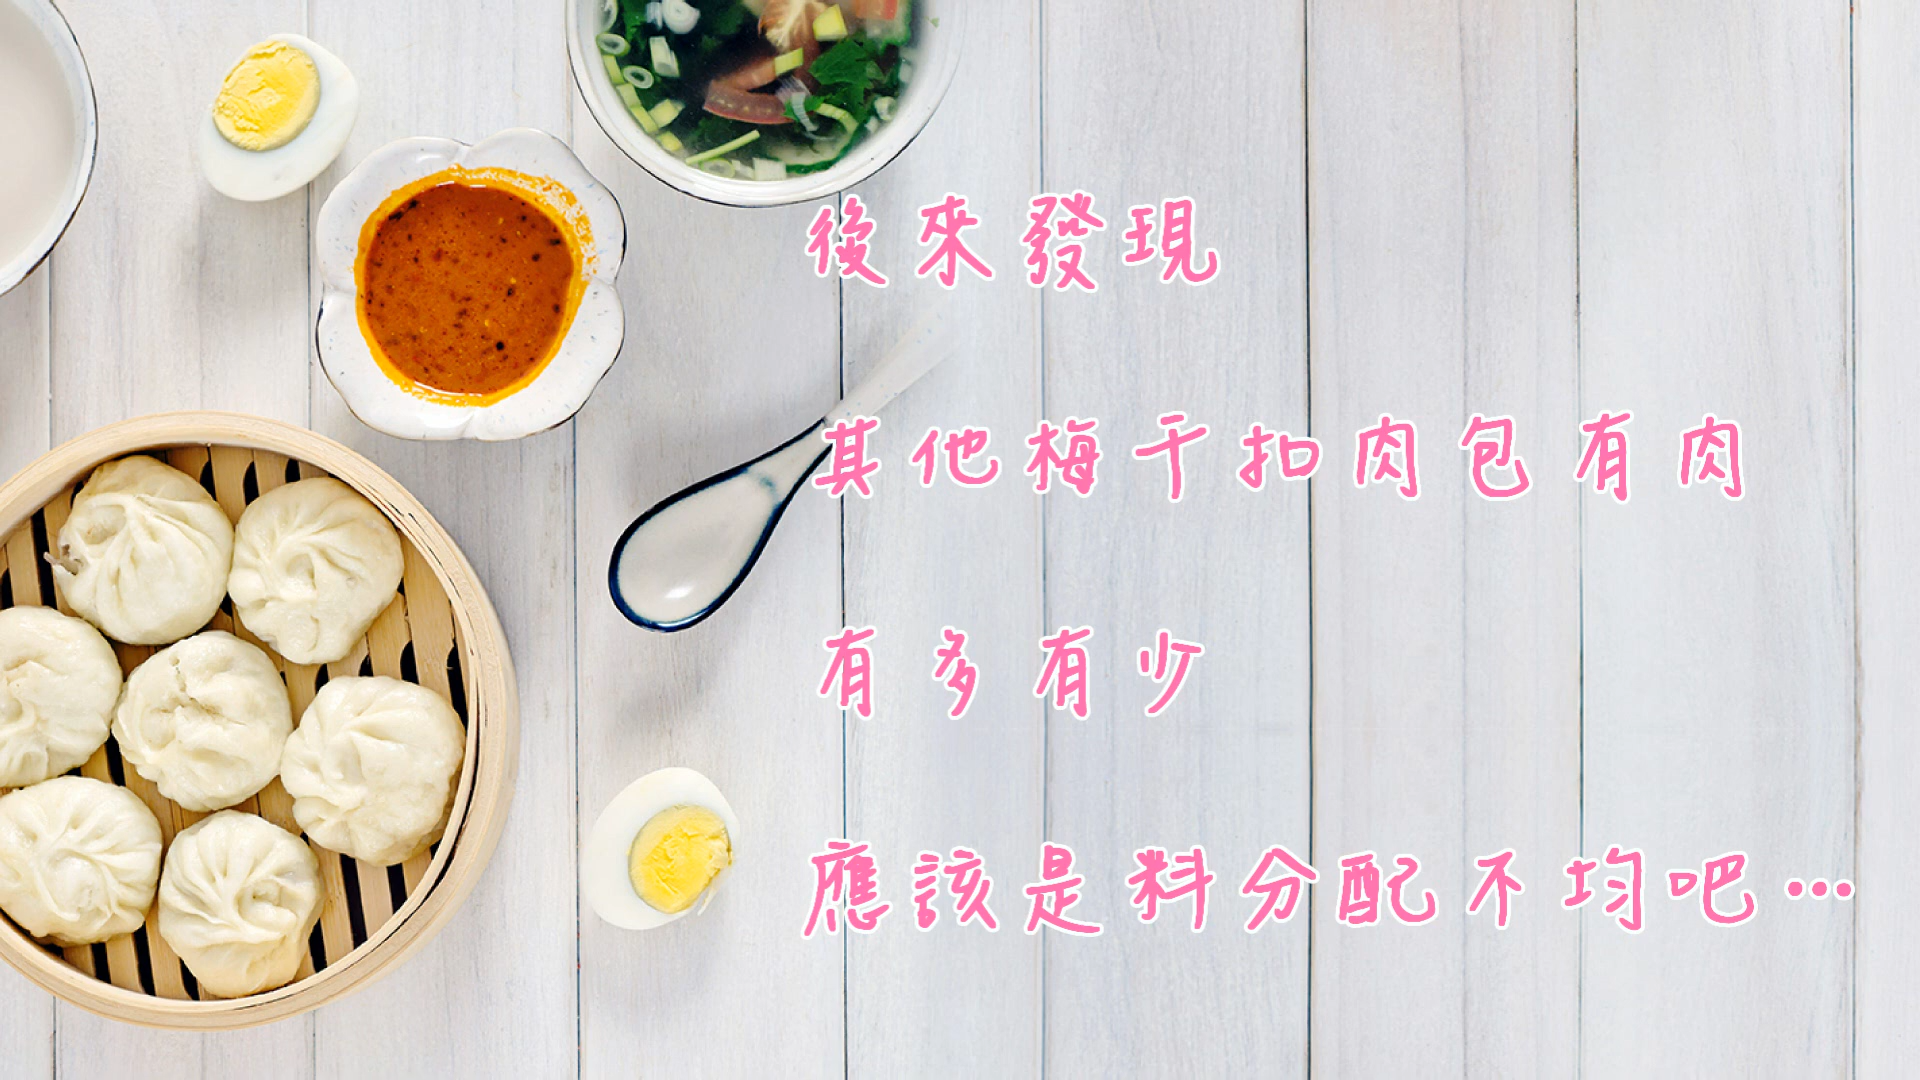 後來發現
其他梅干扣肉包有肉
有多有少
應該是料分配不均吧…